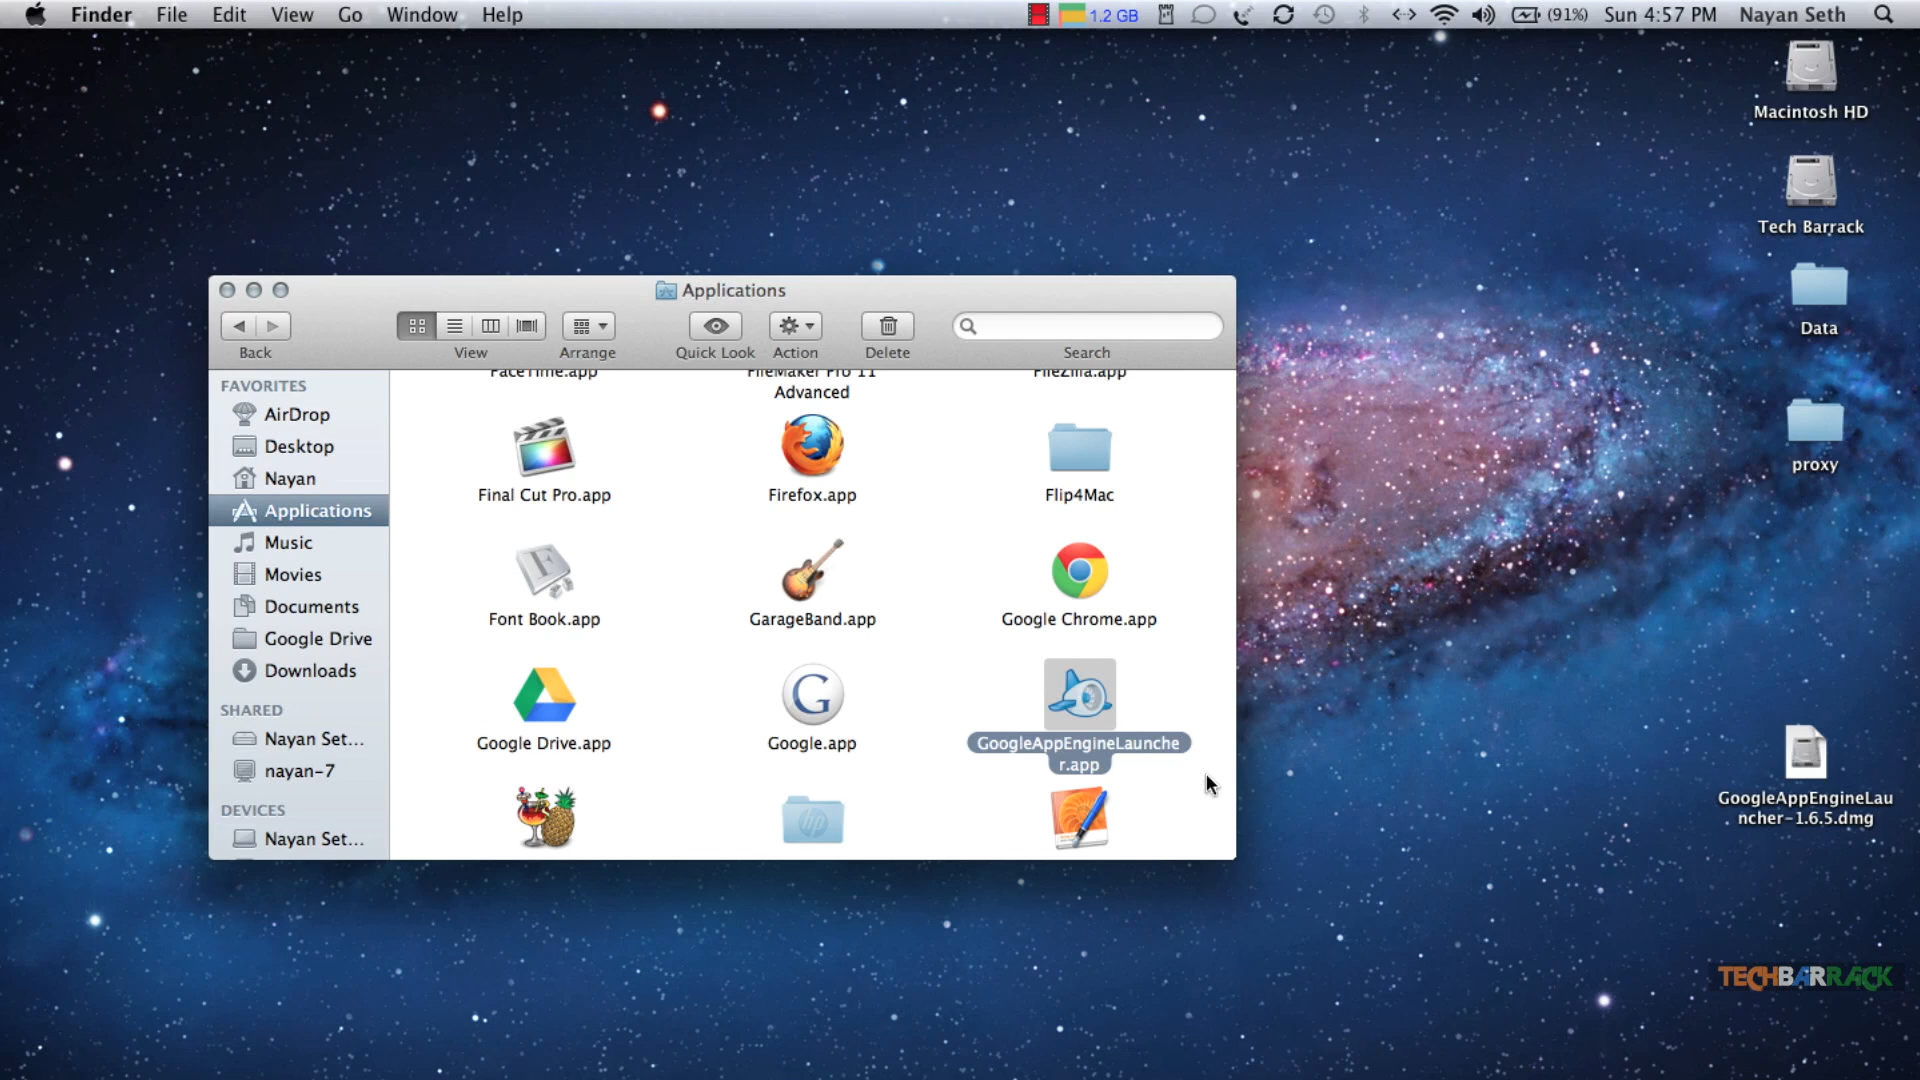 Finder File Edit View Go Window Help
1.2 GB
(91%) Sun 4:57 PM Nayan Seth
Macintosh HD
Tech Barrack
Data
proxy
GoogleAppEngineLau
ncher-1.6.5.dmg
TECHBARRACK
Applications
Back
View
Arrange
Quick Look
Action
Delete
Search
FAVORITES
AirDrop
Desktop
Nayan
Applications
Music
Movies
Documents
Google Drive
Downloads
SHARED
Nayan Set...
nayan-7
DEVICES
Nayan Set...
FaceTime.app
FileMaker Pro 11
Advanced
FileZilla.app
Final Cut Pro.app
Firefox.app
Flip4Mac
Font Book.app
GarageBand.app
Google Chrome.app
Google Drive.app
Google.app
GoogleAppEngineLaunche
r.app